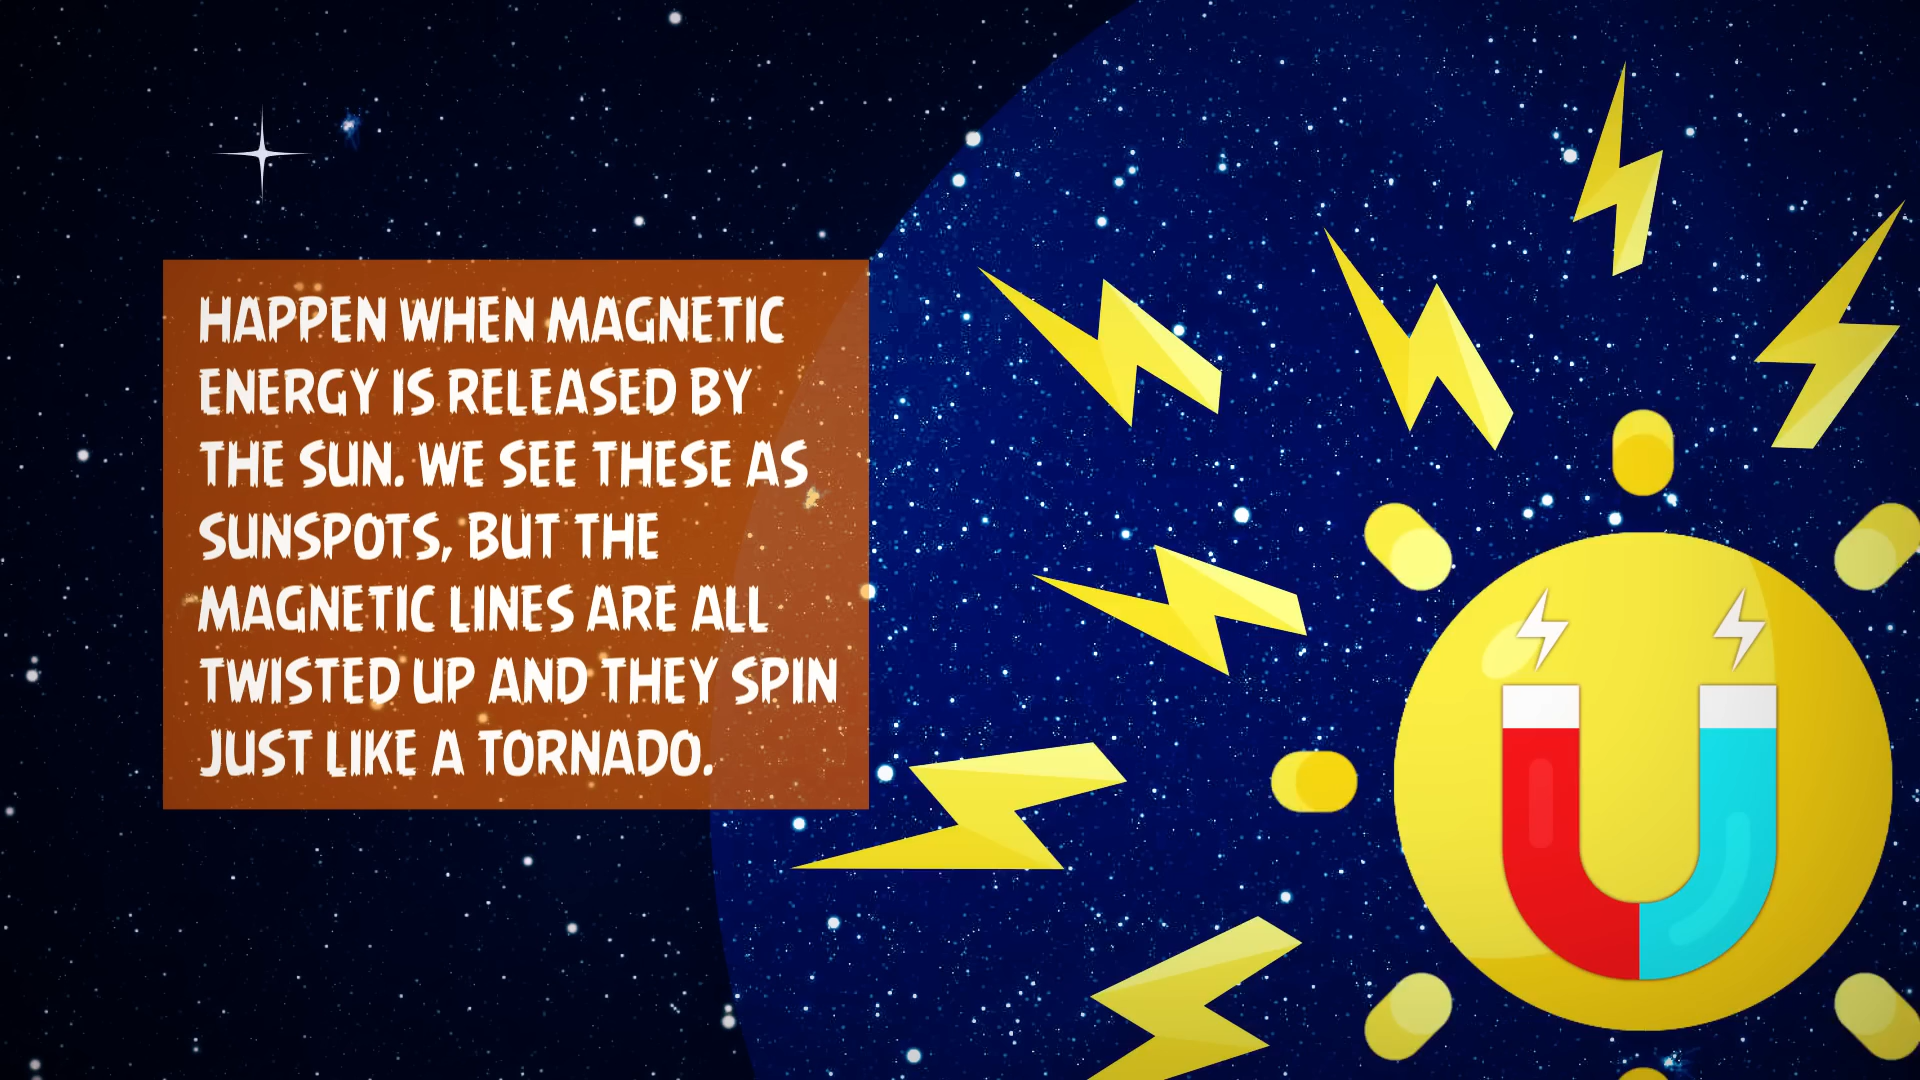 HAPPEN WHEN MAGNETIC
ENERGY IS RELEASED BY
THE SUN. WE SEE THESE AS
SUNSPOTS, BUT THE
MAGNETIC LINES ARE ALL
TWISTED UP AND THEY SPIN
JUST LIKE A TORNADO.